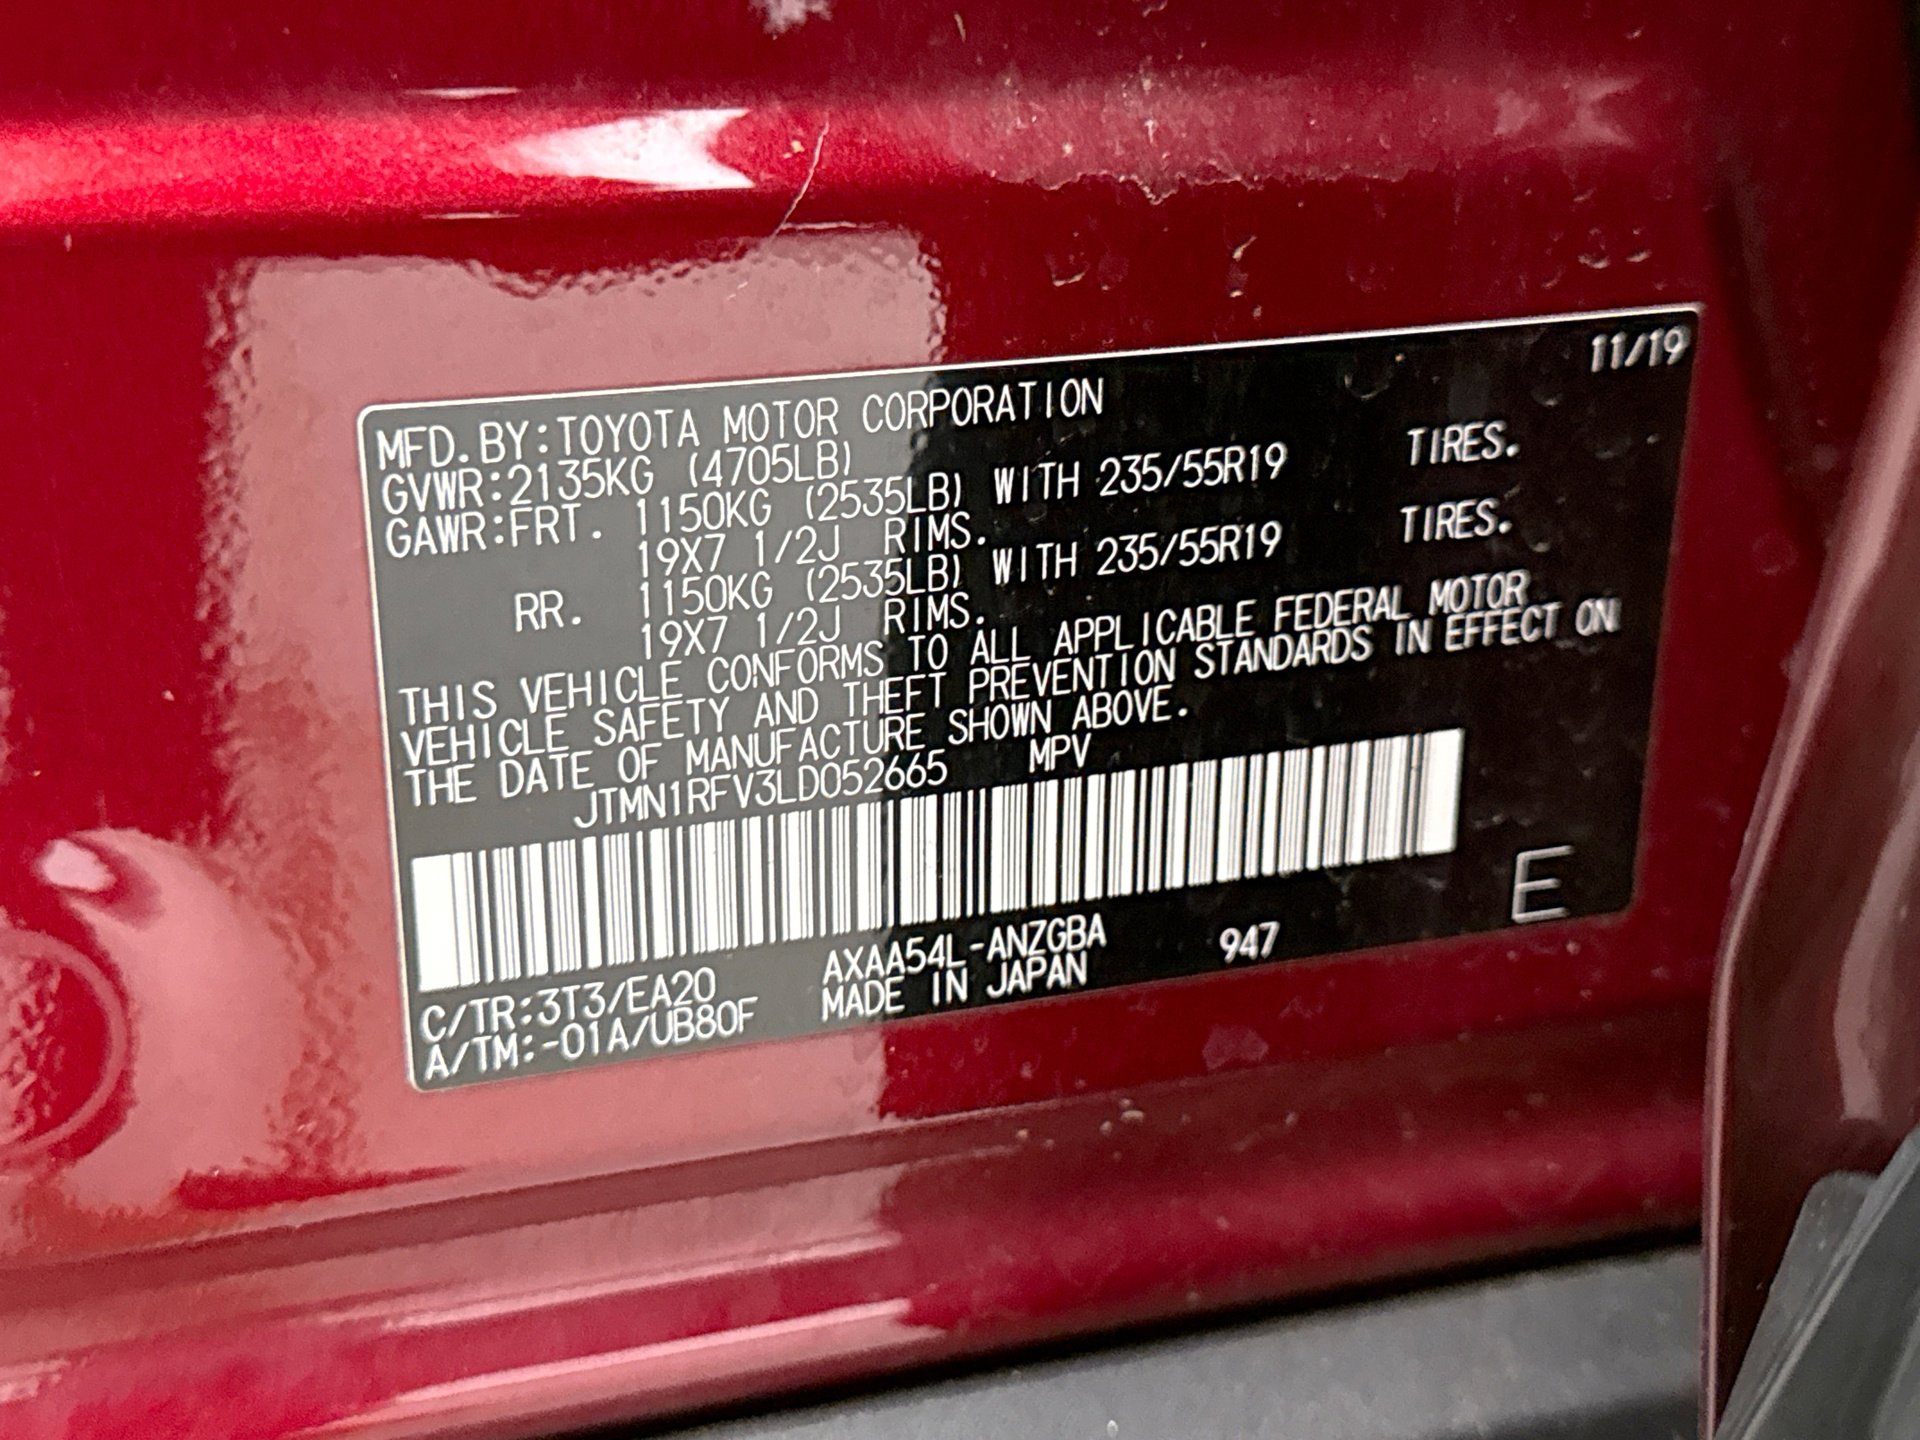 11/19
MFD.BY:TOYOTA MOTOR CORPORATION
GVWR:2135KG (4705LB)
GAWR:FRT. 1150KG (2535LB) WITH 235/55R19 TIRES.
19X7 1/2J RIMS.
RR. 1150KG (2535LB) WITH 235/55R19 TIRES.
19X7 1/2J RIMS.
THIS VEHICLE CONFORMS TO ALL APPLICABLE FEDERAL MOTOR
VEHICLE SAFETY AND THEFT PREVENTION STANDARDS IN EFFECT ON
THE DATE OF MANUFACTURE SHOWN ABOVE.
JTMN1RFV3LD052665 MPV
E
C/TR:3T3/EA20 AXAA54L-ANZGBA 947
A/TM:-01A/UB80F MADE IN JAPAN